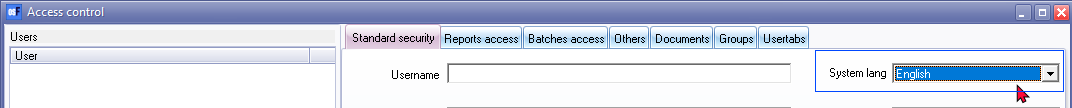 Access control
Users
User
Standard security Reports access Batches access Others Documents Groups Usertabs
Username
System lang English